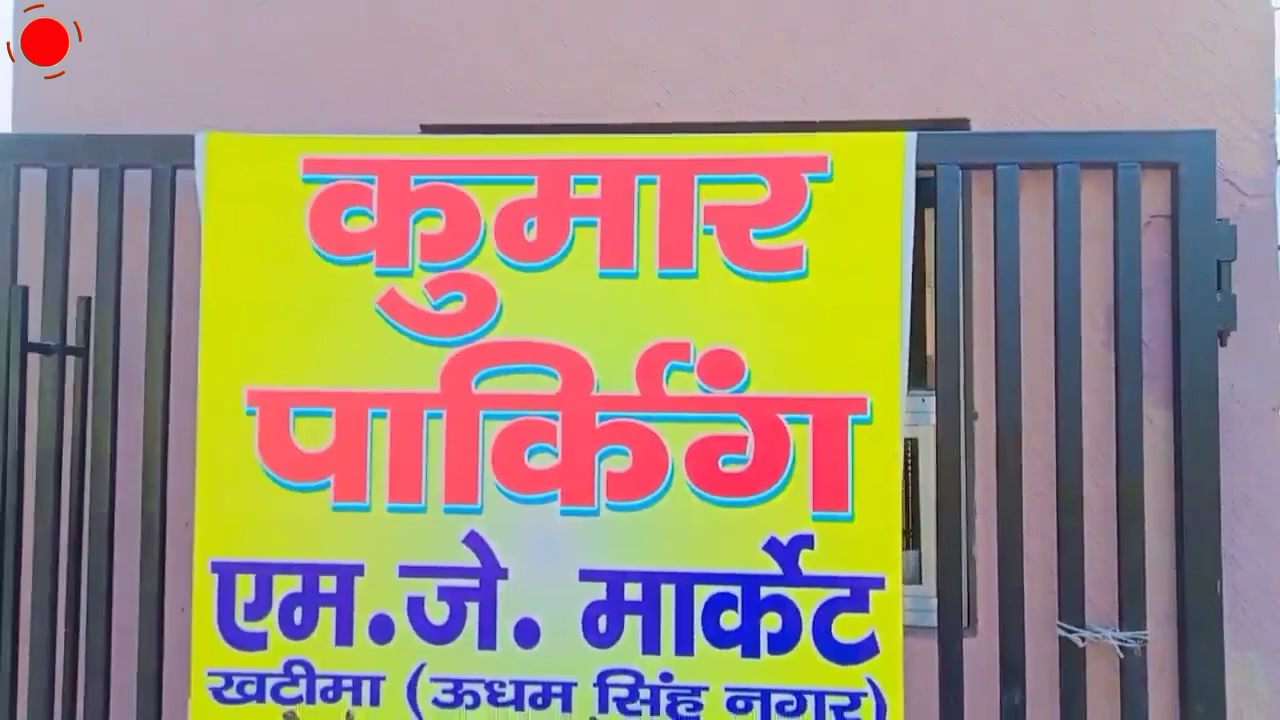 कुमार
पार्किंग
एम.जे. मार्केट
खटीमा (ऊधम सिंह नगर)